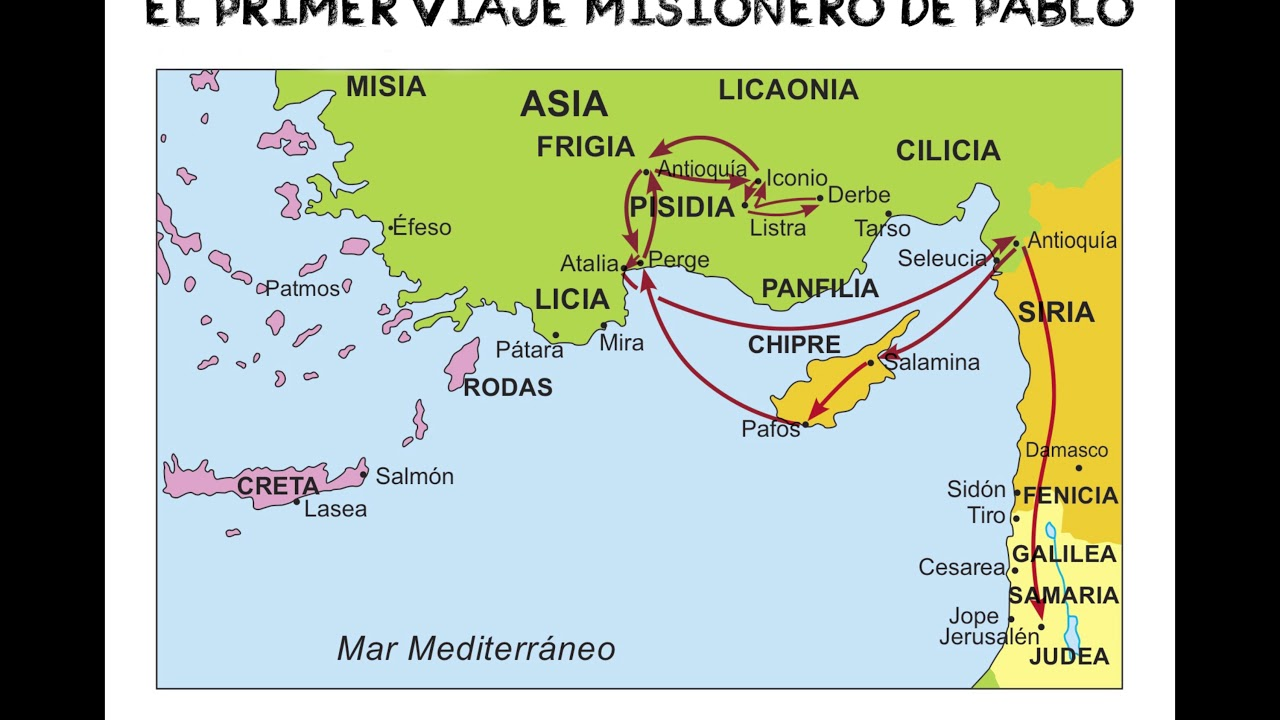 EL PRIMER VIAJE MISIONERO DE PABLO
MISIA
ASIA
LICAONIA
FRIGIA
CILICIA
Antioquía
Iconio
Derbe
PISIDIA
Listra
Tarso
Éfeso
Antioquía
Seleucia
Atalia
Perge
Patmos
LICIA
PANFILIA
SIRIA
Pátara
Mira
CHIPRE
Salamina
RODAS
Pafos
Damasco
CRETA
Salmón
Lasea
Sidón
FENICIA
Tiro
GALILEA
Cesarea
SAMARIA
Jope
Jerusalén
JUDEA
Mar Mediterráneo